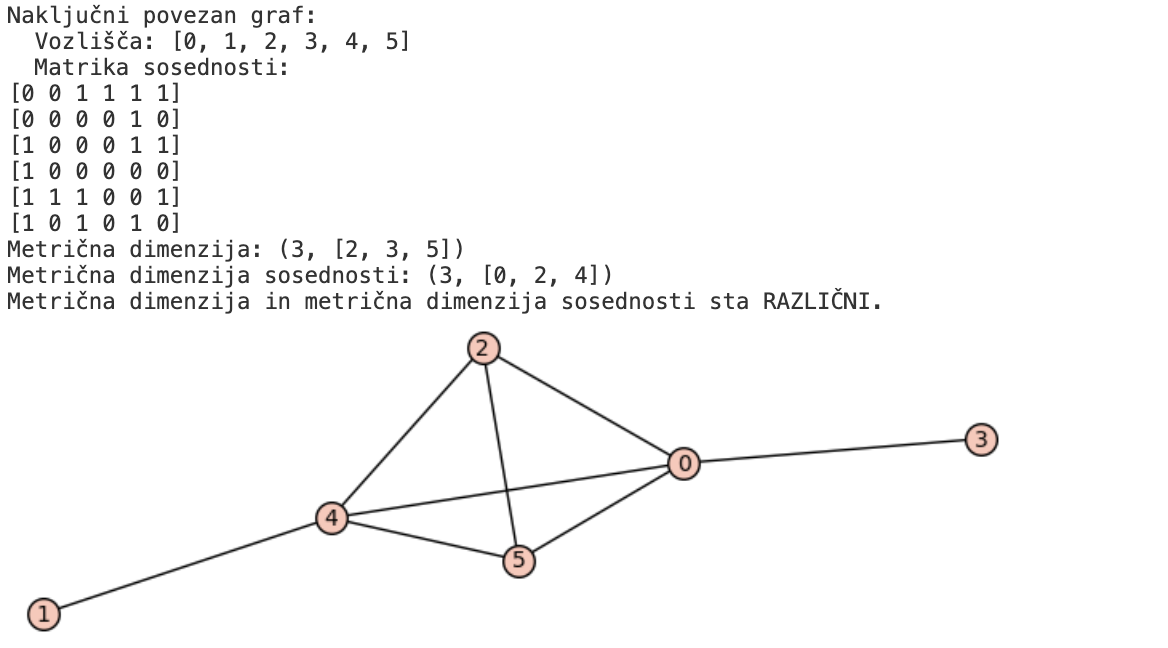 Naključni povezan graf:
  Vozlišča: [0, 1, 2, 3, 4, 5]
  Matrika sosednosti:
[0 0 1 1 1 1]
[0 0 0 0 1 0]
[1 0 0 0 1 1]
[1 0 0 0 0 0]
[1 1 1 0 0 1]
[1 0 1 0 1 0]
Metrična dimenzija: (3, [2, 3, 5])
Metrična dimenzija sosednosti: (3, [0, 2, 4])
Metrična dimenzija in metrična dimenzija sosednosti sta RAZLIČNI.
2
3
0
4
5
1